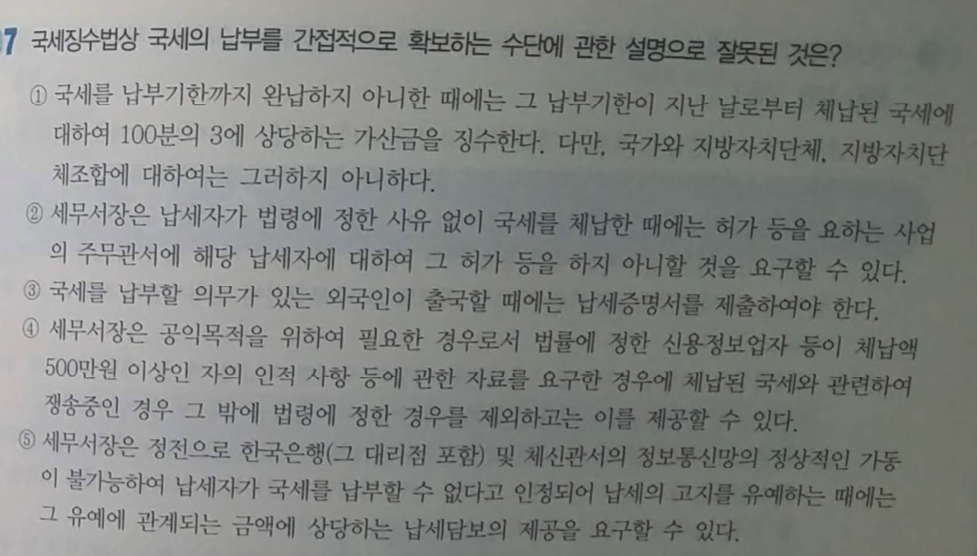 7 국세징수법상 국세의 납부를 간접적으로 확보하는 수단에 관한 설명으로 잘못된 것은?
① 국세를 납부기한까지 완납하지 아니한 때에는 그 납부기한이 지난 날로부터 체납된 국세에
대하여 100분의 3에 상당하는 가산금을 징수한다. 다만, 국가와 지방자치단체, 지방자치단
체조합에 대하여는 그러하지 아니하다.
② 세무서장은 납세자가 법령에 정한 사유 없이 국세를 체납한 때에는 허가 등을 요하는 사업
의 주무관서에 해당 납세자에 대하여 그 허가 등을 하지 아니할 것을 요구할 수 있다.
③ 국세를 납부할 의무가 있는 외국인이 출국할 때에는 납세증명서를 제출하여야 한다.
④ 세무서장은 공익목적을 위하여 필요한 경우로서 법률에 정한 신용정보업자 등이 체납액
500만원 이상인 자의 인적 사항 등에 관한 자료를 요구한 경우에 체납된 국세와 관련하여
쟁송중인 경우 그 밖에 법령에 정한 경우를 제외하고는 이를 제공할 수 있다.
⑤ 세무서장은 정전으로 한국은행(그 대리점 포함) 및 체신관서의 정보통신망의 정상적인 가동
이 불가능하여 납세자가 국세를 납부할 수 없다고 인정되어 납세의 고지를 유예하는 때에는
그 유예에 관계되는 금액에 상당하는 납세담보의 제공을 요구할 수 있다.